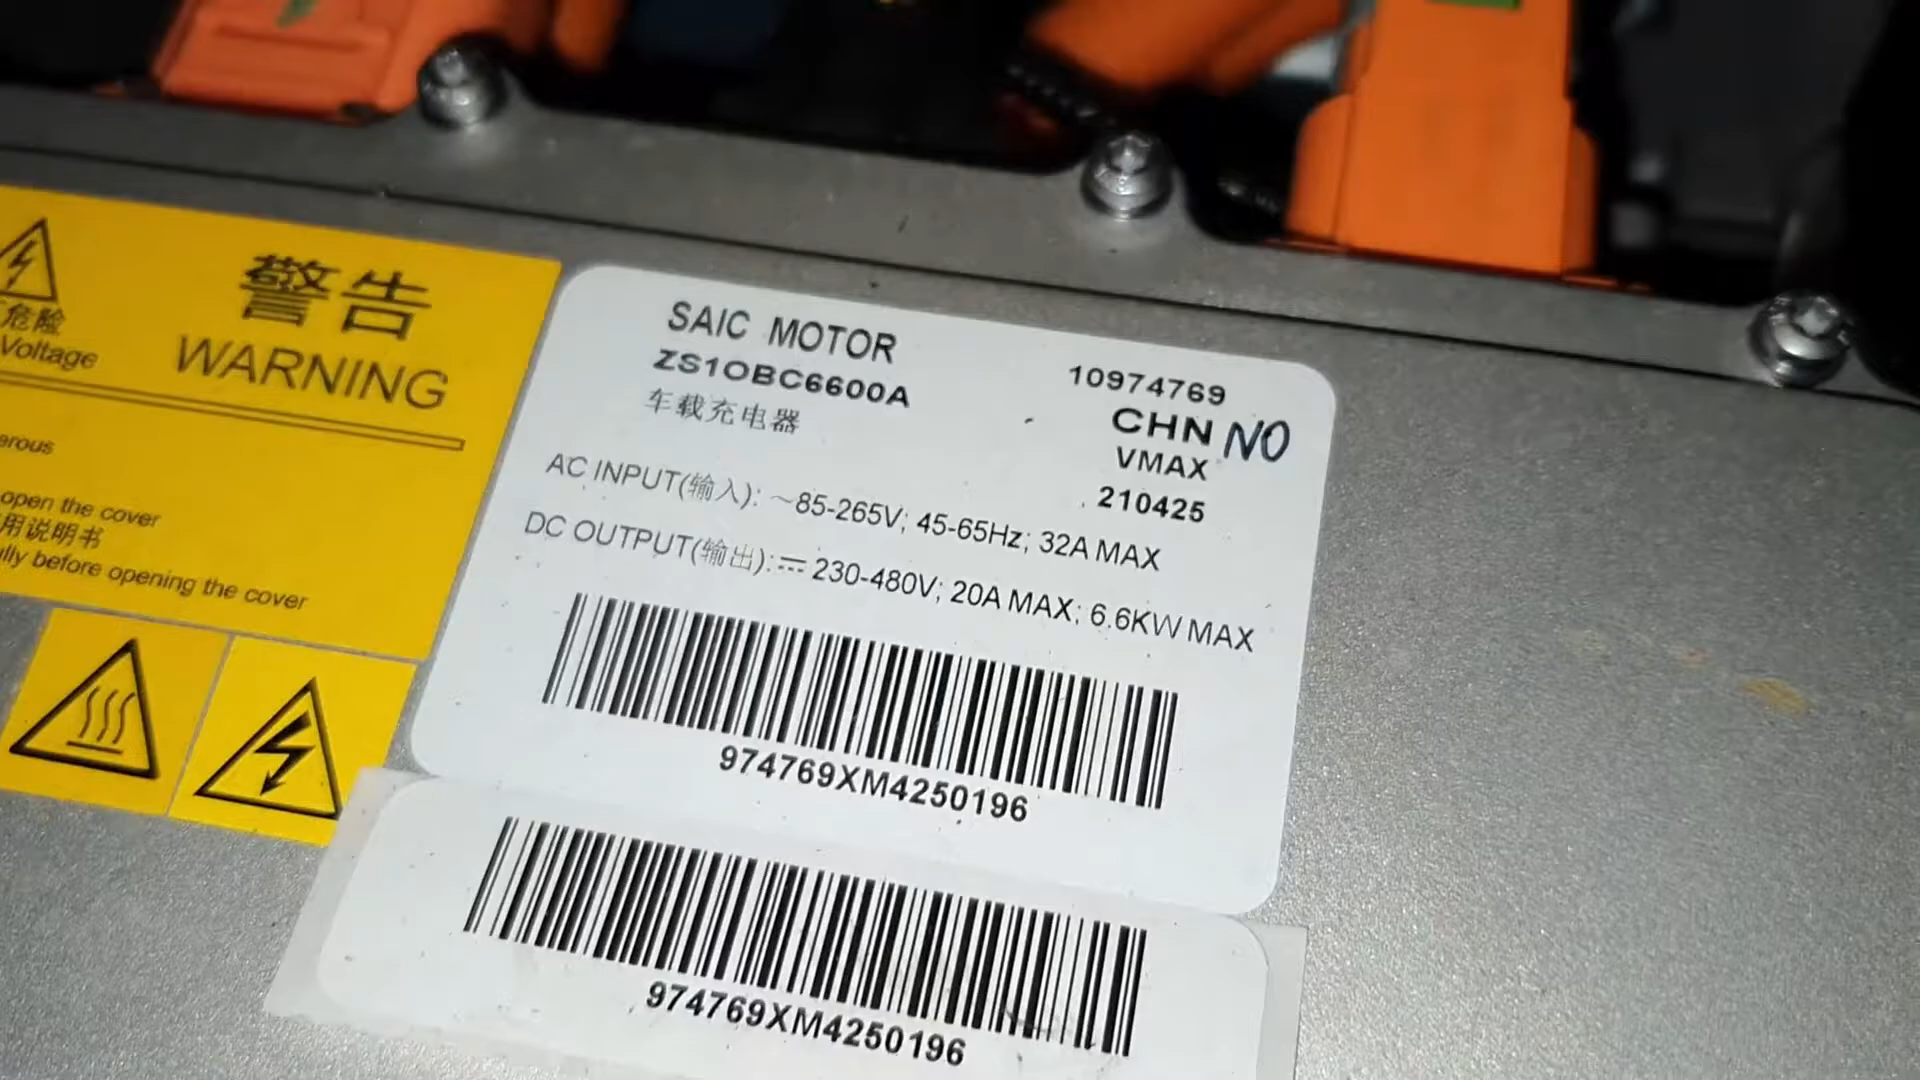 危险
Voltage
警告
WARNING
open the cover
用说明书
before opening the cover
SAIC MOTOR
ZS1OBC6600A
车载充电器
10974769
CHN NO
VMAX
210425
AC INPUT(输入): ~85-265V; 45-65Hz; 32A MAX
DC OUTPUT(输出): ⎓ 230-480V; 20A MAX; 6.6KW MAX
974769XM4250196
974769XM4250196